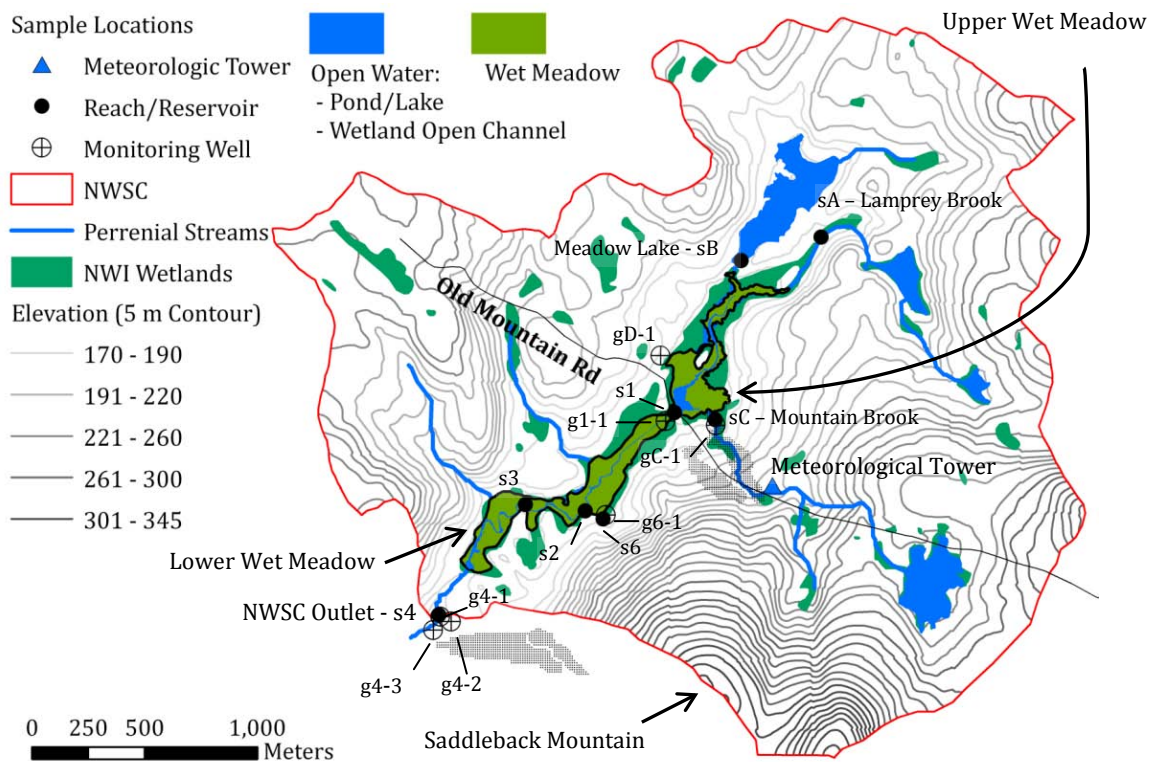 Sample Locations
Meteorologic Tower
Reach/Reservoir
Monitoring Well
NWSC
Perrenial Streams
NWI Wetlands
Elevation (5 m Contour)
170 - 190
191 - 220
221 - 260
261 - 300
301 - 345
Open Water:
- Pond/Lake
- Wetland Open Channel
Wet Meadow
Upper Wet Meadow
sA – Lamprey Brook
Meadow Lake - sB
Old Mountain Rd
gD-1
s1
g1-1
sC – Mountain Brook
gC-1
Meteorological Tower
s3
g6-1
s2
s6
Lower Wet Meadow
g4-1
NWSC Outlet - s4
g4-3
g4-2
Saddleback Mountain
0 250 500 1,000
Meters